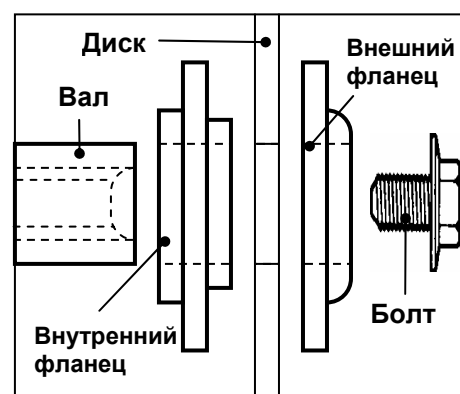 Диск
Внешний
фланец
Вал
Болт
Внутренний
фланец